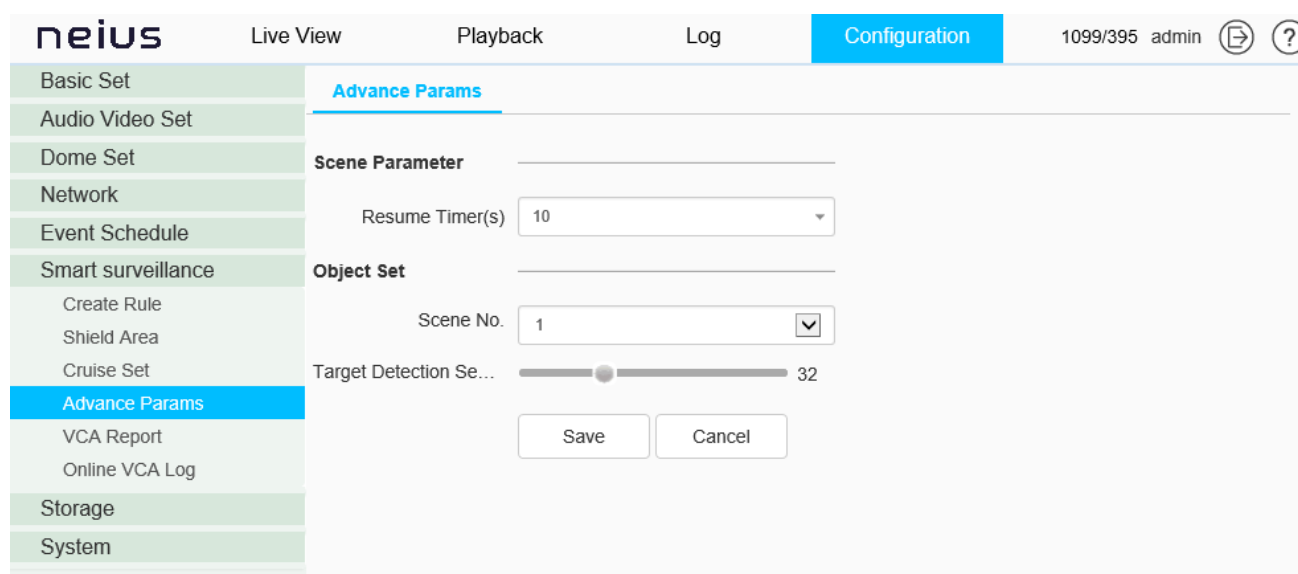 neius Live View Playback Log Configuration 1099/395 admin ?
Basic Set
Advance Params
Audio Video Set
Dome Set
Scene Parameter
Network
Resume Timer(s) 10
Event Schedule
Smart surveillance
Object Set
Create Rule
Scene No. 1
Shield Area
Cruise Set
Target Detection Se... 32
Advance Params
VCA Report
Save Cancel
Online VCA Log
Storage
System